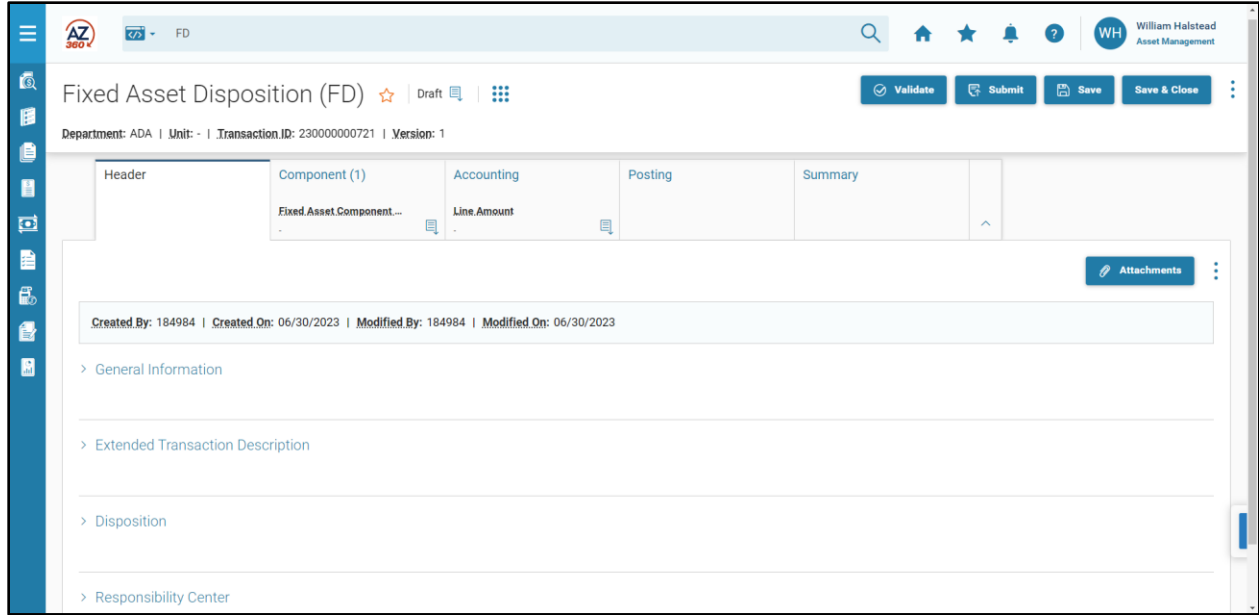 AZ
360
FD
WH
William Halstead
Asset Management
Fixed Asset Disposition (FD)
Draft
Validate
Submit
Save
Save & Close
Department: ADA | Unit: - | Transaction ID: 230000000721 | Version: 1
Header
Component (1)
Accounting
Posting
Summary
Fixed Asset Component ...
Line Amount
-
-
Attachments
Created By: 184984 | Created On: 06/30/2023 | Modified By: 184984 | Modified On: 06/30/2023
General Information
Extended Transaction Description
Disposition
Responsibility Center